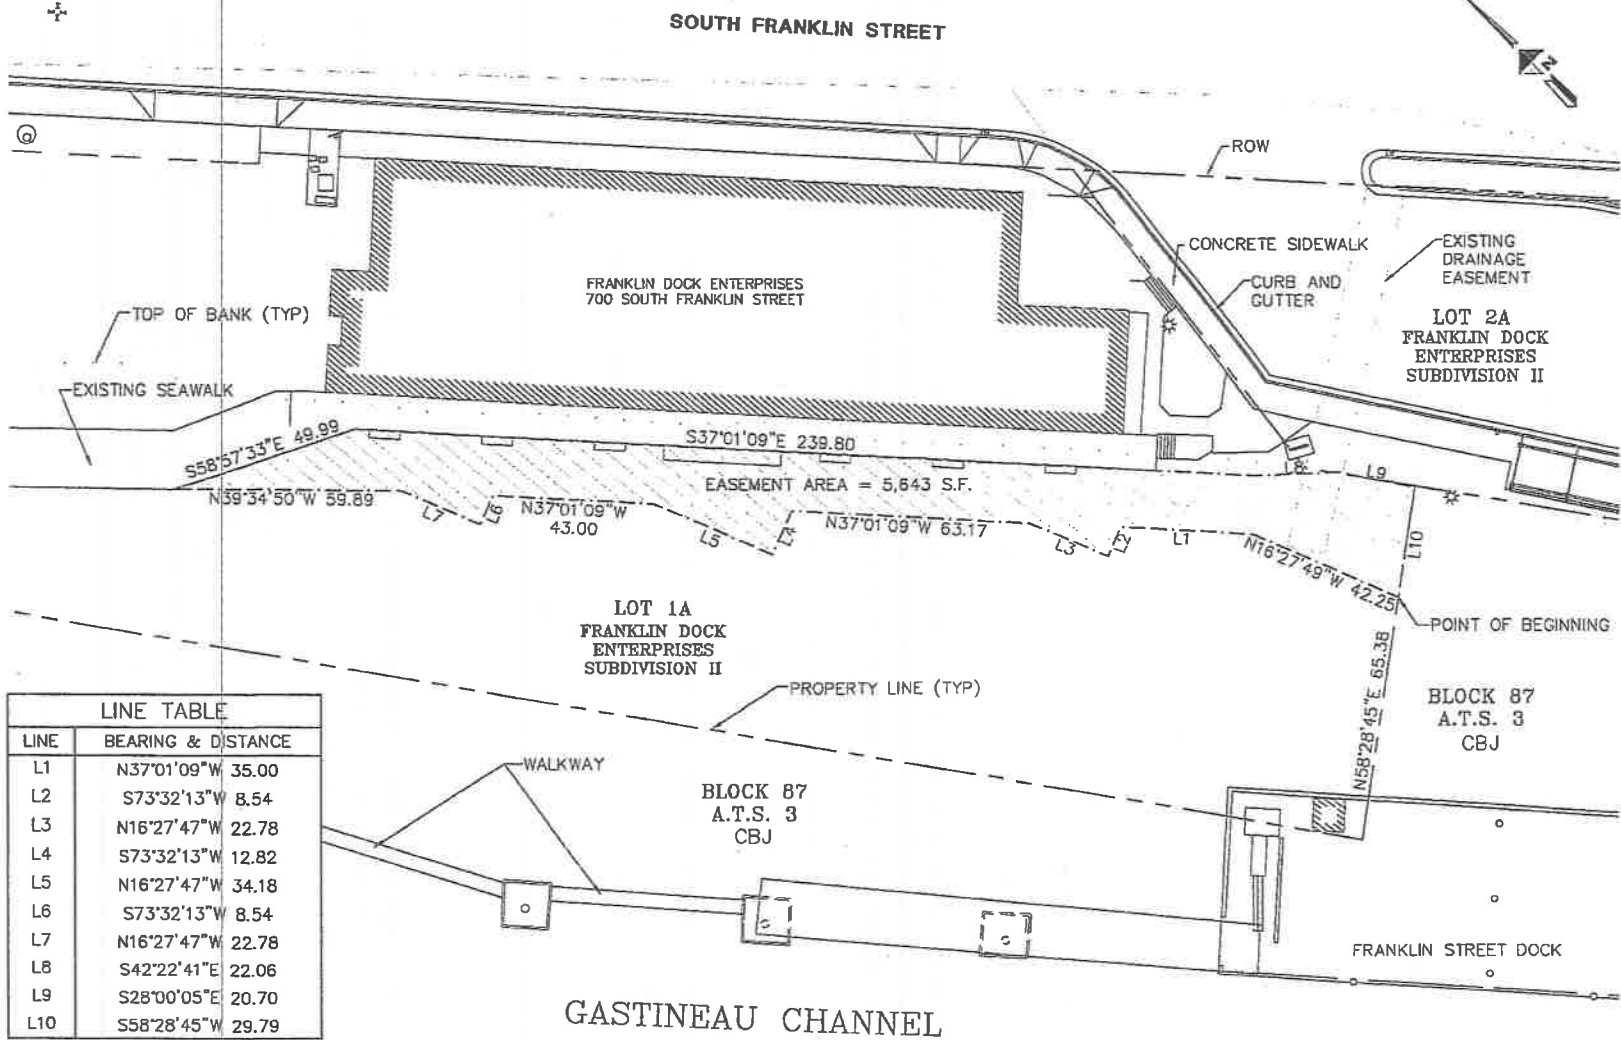 SOUTH FRANKLIN STREET
N
ROW
CONCRETE SIDEWALK
EXISTING
DRAINAGE
EASEMENT
CURB AND
GUTTER
FRANKLIN DOCK ENTERPRISES
700 SOUTH FRANKLIN STREET
LOT 2A
FRANKLIN DOCK
ENTERPRISES
SUBDIVISION II
TOP OF BANK (TYP)
EXISTING SEAWALK
S58°57'33"E 49.99
S37°01'09"E 239.80
L8
L9
EASEMENT AREA = 5,643 S.F.
N39°34'50"W 59.89
L7
L6
N37°01'09"W
43.00
L5
L4
N37°01'09"W 63.17
L3
L2
L1
N16°27'49"W 42.25
L10
POINT OF BEGINNING
LOT 1A
FRANKLIN DOCK
ENTERPRISES
SUBDIVISION II
N58°28'45"E 65.38
PROPERTY LINE (TYP)
BLOCK 87
A.T.S. 3
CBJ
WALKWAY
BLOCK 87
A.T.S. 3
CBJ
LINE TABLE
LINE BEARING & DISTANCE
L1 N37°01'09"W 35.00
L2 S73°32'13"W 8.54
L3 N16°27'47"W 22.78
L4 S73°32'13"W 12.82
L5 N16°27'47"W 34.18
L6 S73°32'13"W 8.54
L7 N16°27'47"W 22.78
L8 S42°22'41"E 22.06
L9 S28°00'05"E 20.70
L10 S58°28'45"W 29.79
FRANKLIN STREET DOCK
GASTINEAU CHANNEL